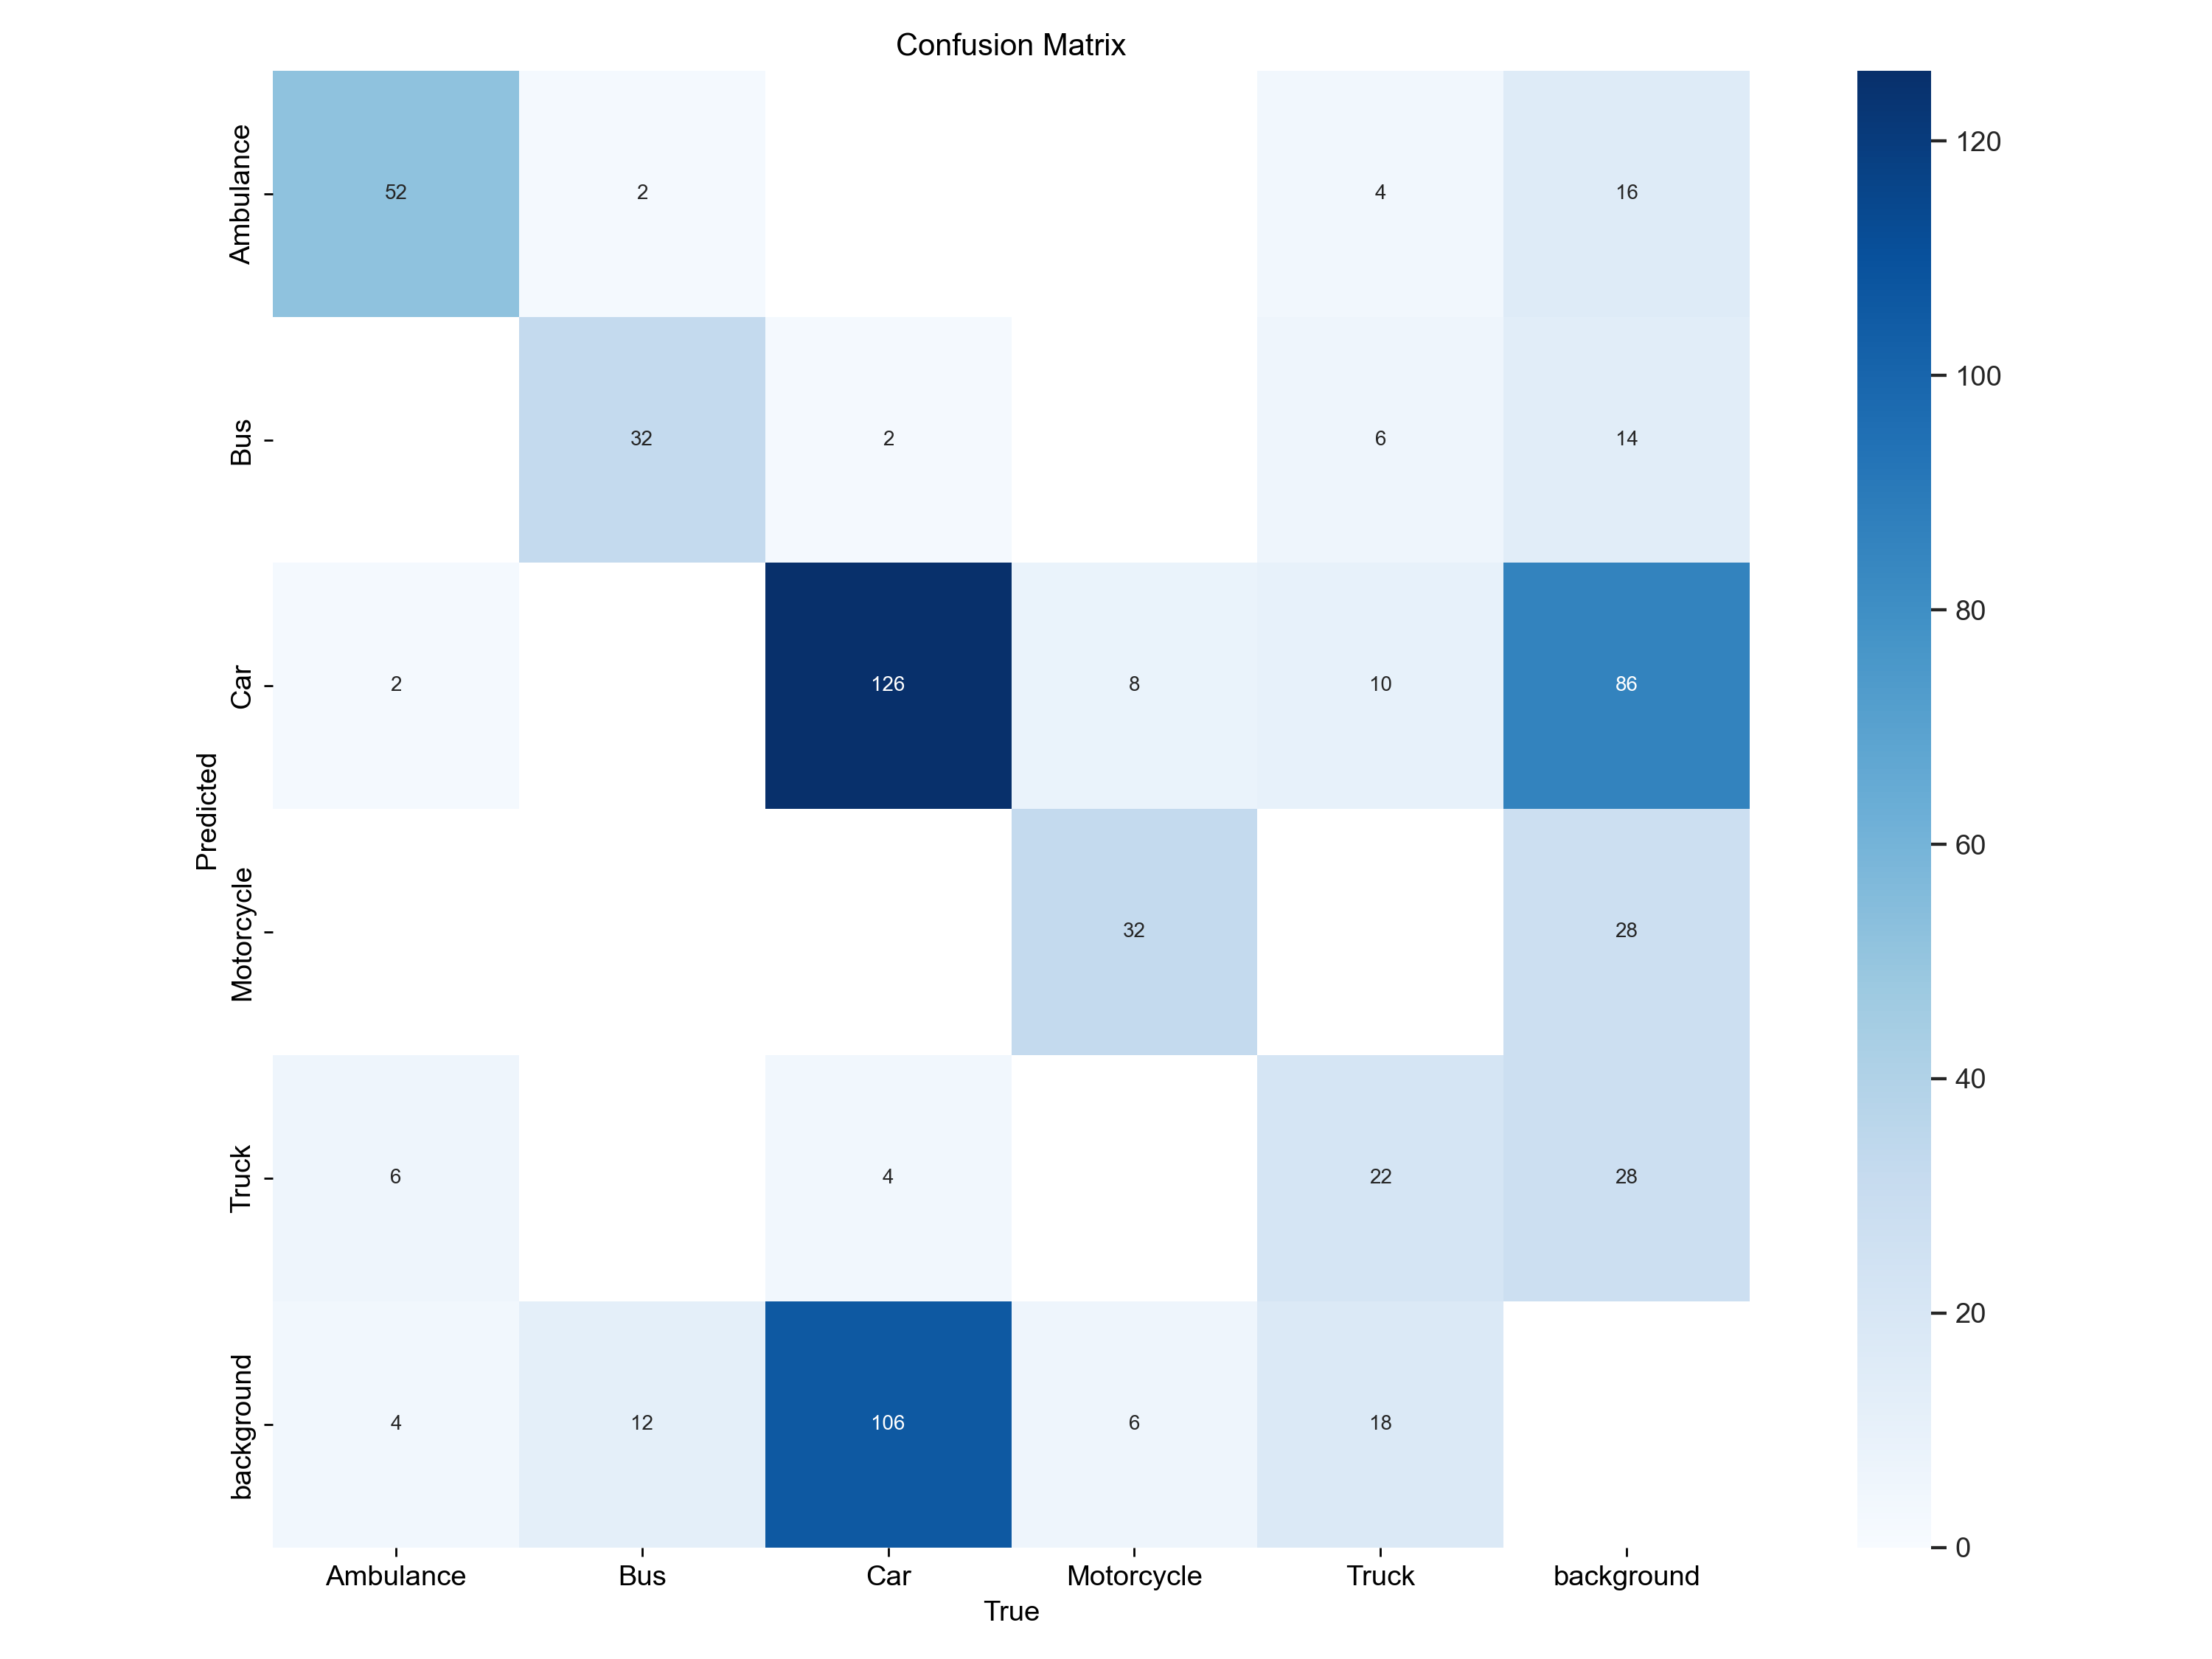 Confusion Matrix
Ambulance 52 2 4 16
Bus 32 2 6 14
Car 2 126 8 10 86
Motorcycle 32 28
Truck 6 4 22 28
background 4 12 106 6 18
Predicted
Ambulance Bus Car Motorcycle Truck background
True
120
100
80
60
40
20
0